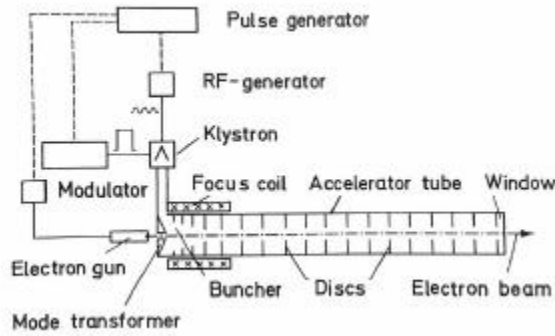 Pulse generator
RF-generator
Klystron
Modulator
Focus coil
Accelerator tube
Window
Electron gun
Buncher
Discs
Electron beam
Mode transformer